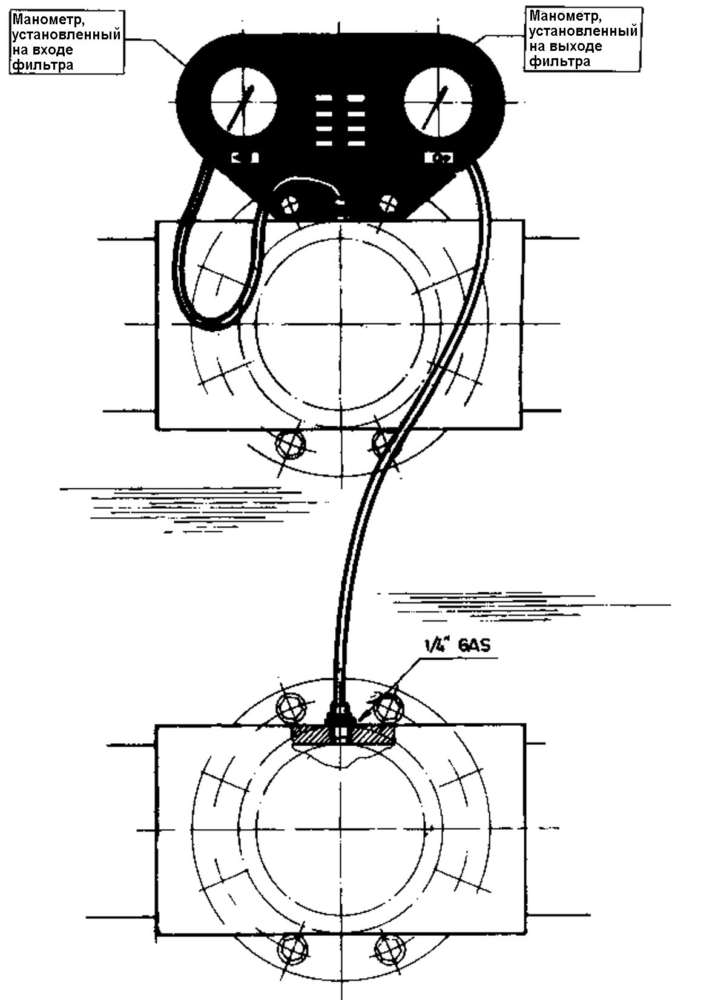 Манометр,
установленный
на входе
фильтра
Манометр,
установленный
на выходе
фильтра
1/4" GAS